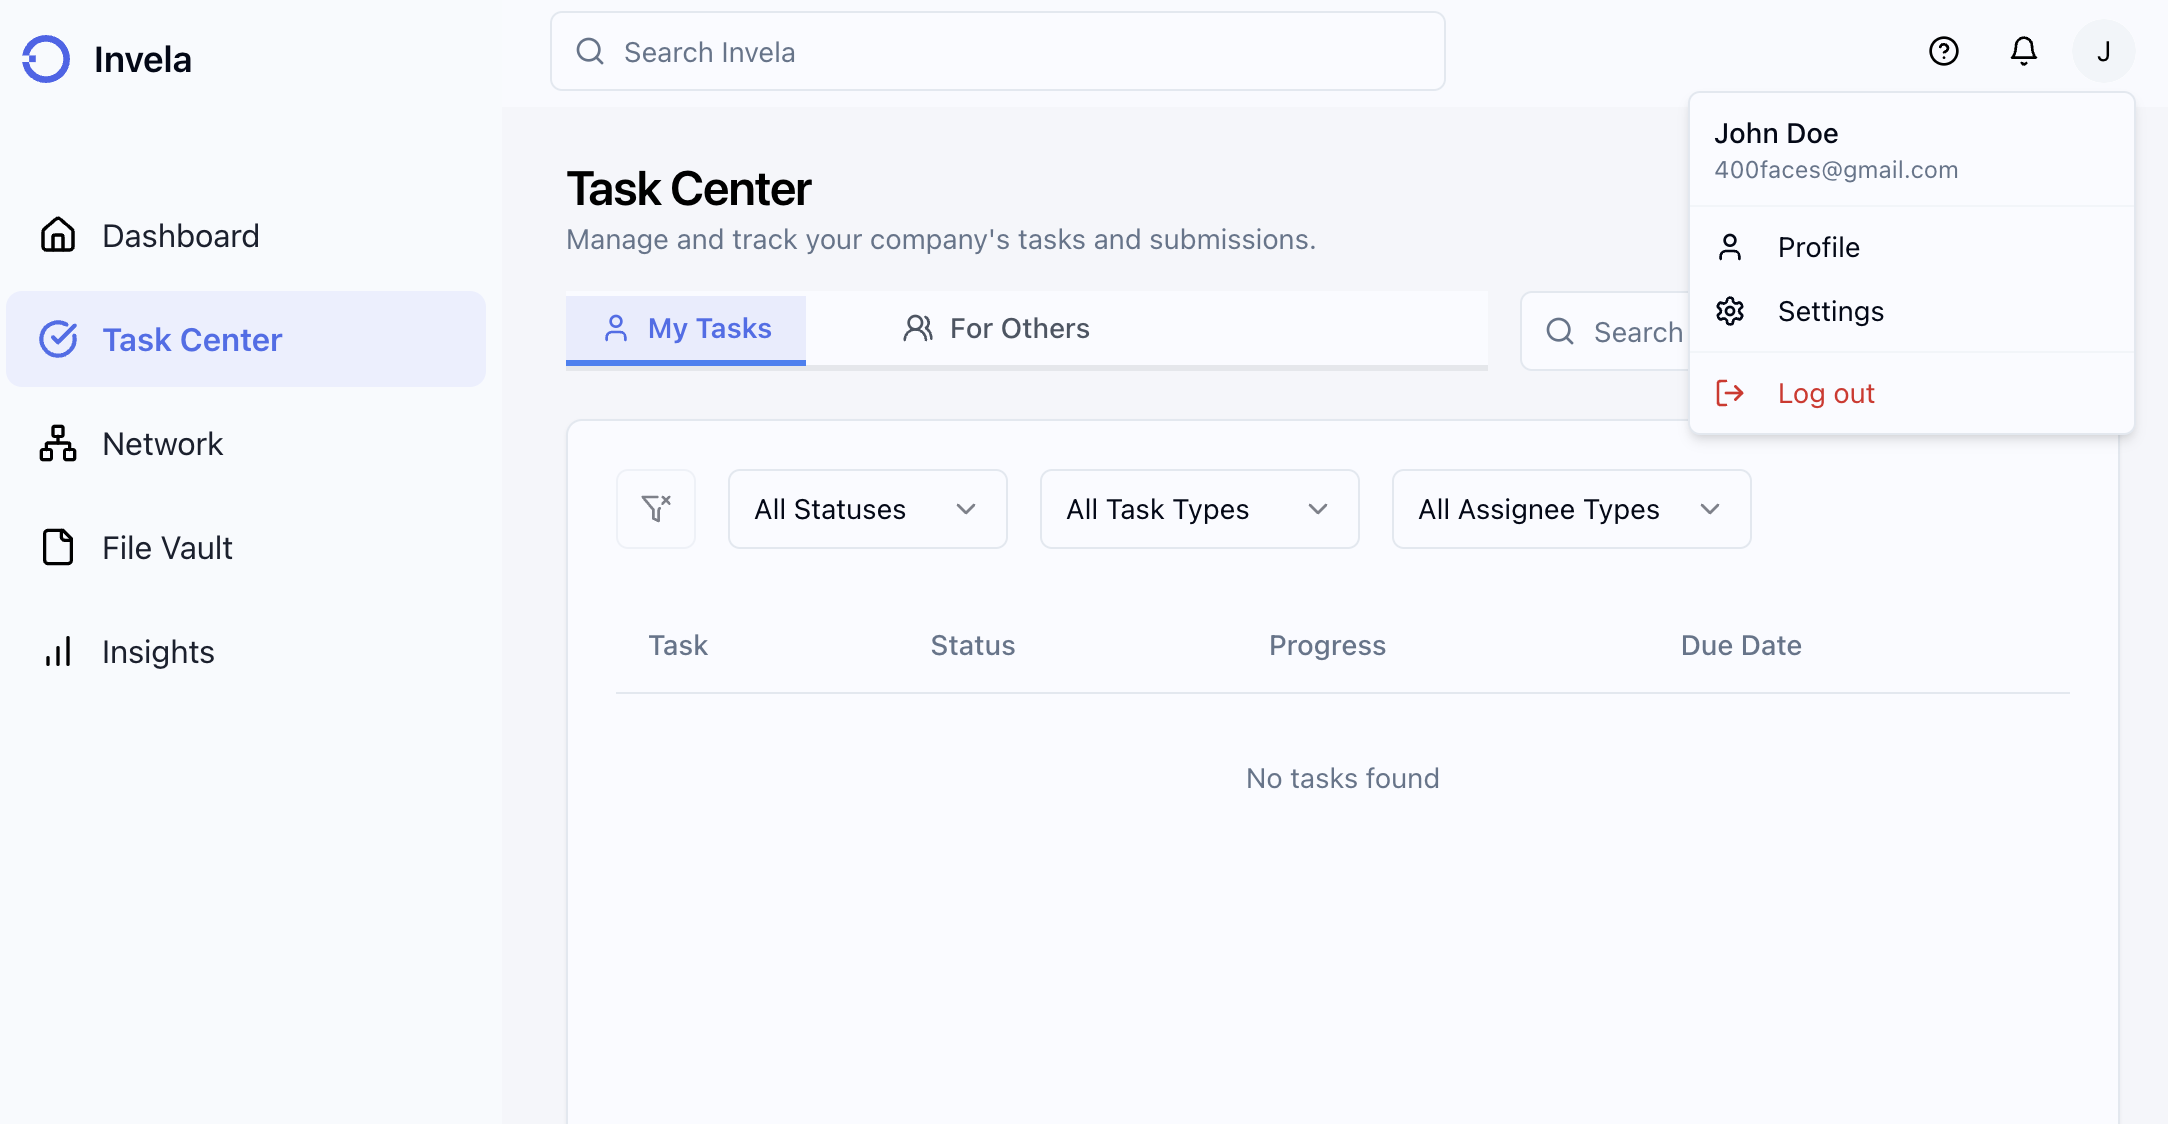 Invela
Search Invela
J
John Doe
400faces@gmail.com
Profile
Settings
Log out
Dashboard
Task Center
Network
File Vault
Insights
Task Center
Manage and track your company's tasks and submissions.
My Tasks
For Others
Search
All Statuses
All Task Types
All Assignee Types
Task
Status
Progress
Due Date
No tasks found